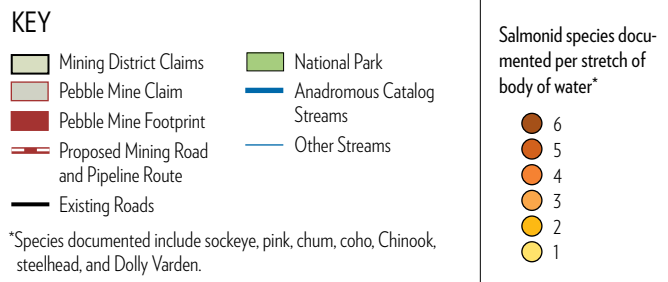 KEY
Mining District Claims
Pebble Mine Claim
Pebble Mine Footprint
Proposed Mining Road
and Pipeline Route
Existing Roads
National Park
Anadromous Catalog
Streams
Other Streams
*Species documented include sockeye, pink, chum, coho, Chinook,
steelhead, and Dolly Varden.
Salmonid species docu-
mented per stretch of
body of water*
6
5
4
3
2
1